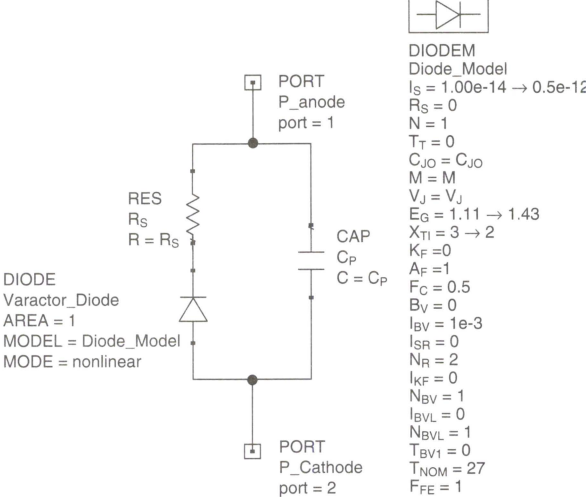 PORT
P_anode
port = 1
RES
R_S
R = R_S
CAP
C_P
C = C_P
DIODE
Varactor_Diode
AREA = 1
MODEL = Diode_Model
MODE = nonlinear
PORT
P_Cathode
port = 2
DIODEM
Diode_Model
I_S = 1.00e-14 → 0.5e-12
R_S = 0
N = 1
T_T = 0
C_JO = C_JO
M = M
V_J = V_J
E_G = 1.11 → 1.43
X_TI = 3 → 2
K_F =0
A_F =1
F_C = 0.5
B_V = 0
I_BV = 1e-3
I_SR = 0
N_R = 2
I_KF = 0
N_BV = 1
I_BVL = 0
N_BVL = 1
T_BV1 = 0
T_NOM = 27
F_FE = 1